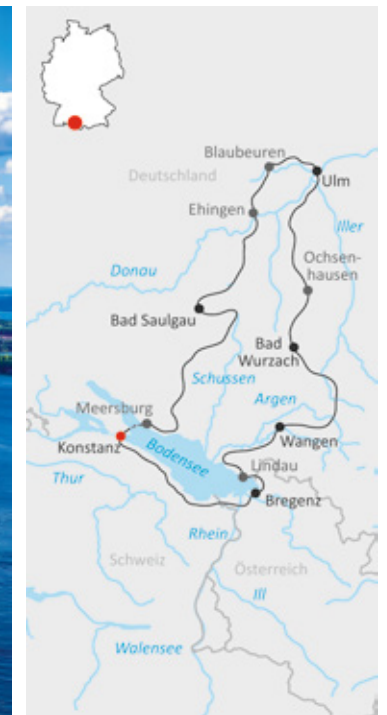 Blaubeuren
Deutschland
Ulm
Ehingen
Iller
Ochsen-
hausen
Donau
Bad Saulgau
Bad
Wurzach
Schussen
Argen
Meersburg
Wangen
Konstanz
Bodensee
Lindau
Thur
Bregenz
Rhein
Schweiz
Österreich
Ill
Walensee